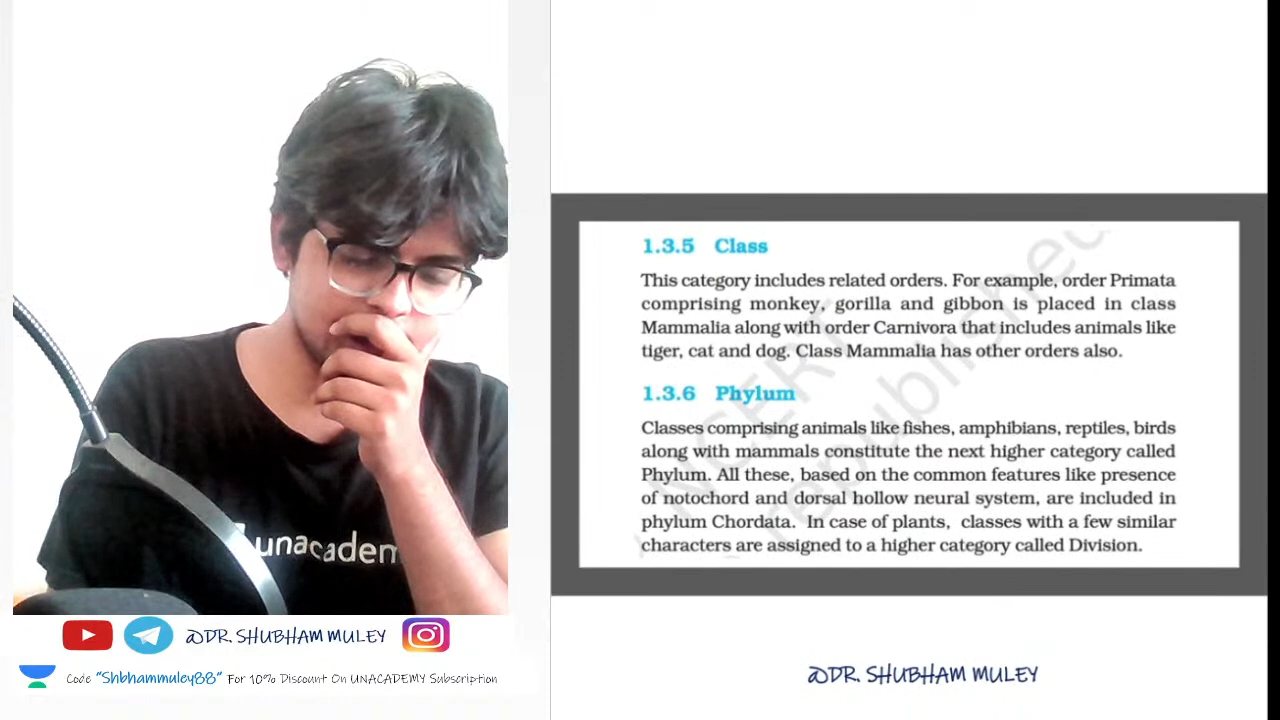 unacadem
@DR. SHUBHAM MULEY
Code "Shbhammuley88" For 10% Discount On UNACADEMY Subscription
1.3.5 Class
This category includes related orders. For example, order Primata
comprising monkey, gorilla and gibbon is placed in class
Mammalia along with order Carnivora that includes animals like
tiger, cat and dog. Class Mammalia has other orders also.
1.3.6 Phylum
Classes comprising animals like fishes, amphibians, reptiles, birds
along with mammals constitute the next higher category called
Phylum. All these, based on the common features like presence
of notochord and dorsal hollow neural system, are included in
phylum Chordata. In case of plants, classes with a few similar
characters are assigned to a higher category called Division.
NCERT
republished
@DR. SHUBHAM MULEY